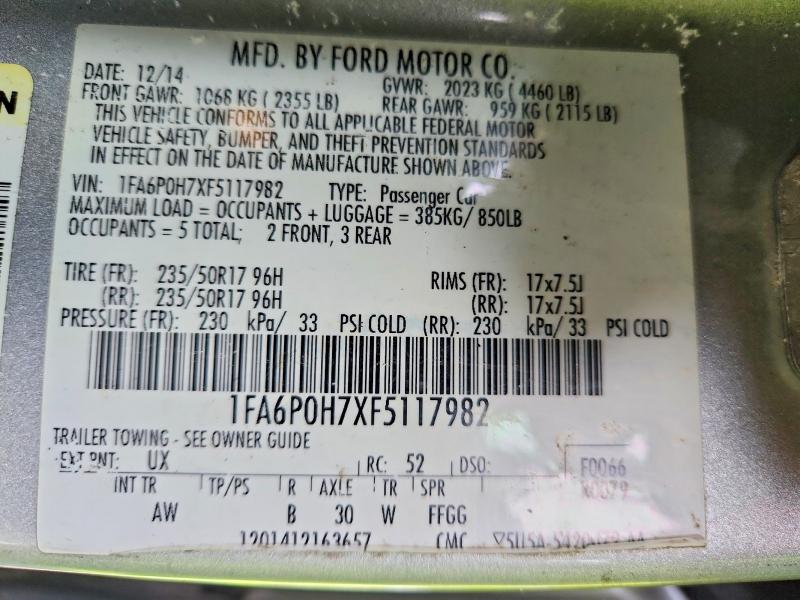 N
MFD. BY FORD MOTOR CO.
DATE: 12/14 GVWR: 2023 KG ( 4460 LB)
FRONT GAWR: 1068 KG ( 2355 LB) REAR GAWR: 959 KG ( 2115 LB)
THIS VEHICLE CONFORMS TO ALL APPLICABLE FEDERAL MOTOR
VEHICLE SAFETY, BUMPER, AND THEFT PREVENTION STANDARDS
IN EFFECT ON THE DATE OF MANUFACTURE SHOWN ABOVE.
VIN: 1FA6P0H7XF5117982 TYPE: Passenger Car
MAXIMUM LOAD = OCCUPANTS + LUGGAGE = 385KG/ 850LB
OCCUPANTS = 5 TOTAL; 2 FRONT, 3 REAR
TIRE (FR): 235/50R17 96H RIMS (FR): 17x7.5J
(RR): 235/50R17 96H (RR): 17x7.5J
PRESSURE (FR): 230 kPa/ 33 PSI COLD (RR): 230 kPa/ 33 PSI COLD
1FA6P0H7XF5117982
TRAILER TOWING - SEE OWNER GUIDE
EXT PNT: UX RC: 52 DSO: F0066
INT TR TP/PS R AXLE TR SPR R0079
AW B 30 W FFGG
1201412163657 CMC